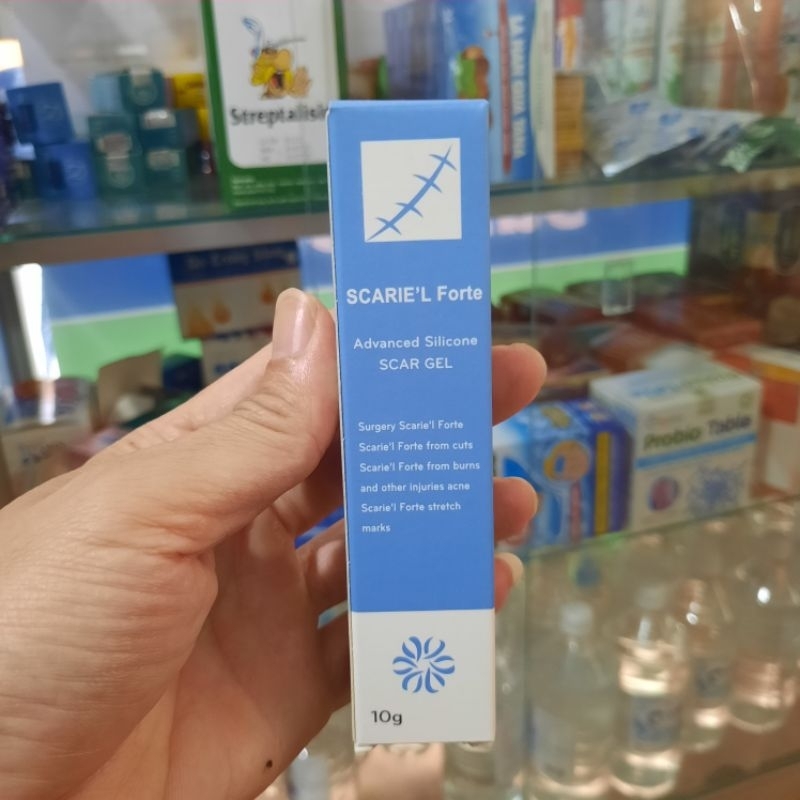 Streptalisin
SCARIE'L Forte
Advanced Silicone
SCAR GEL
Surgery Scarie'l Forte
Scarie'l Forte from cuts
Scarie'l Forte from burns
and other injuries acne
Scarie'l Forte stretch
marks
10g
Probio Table